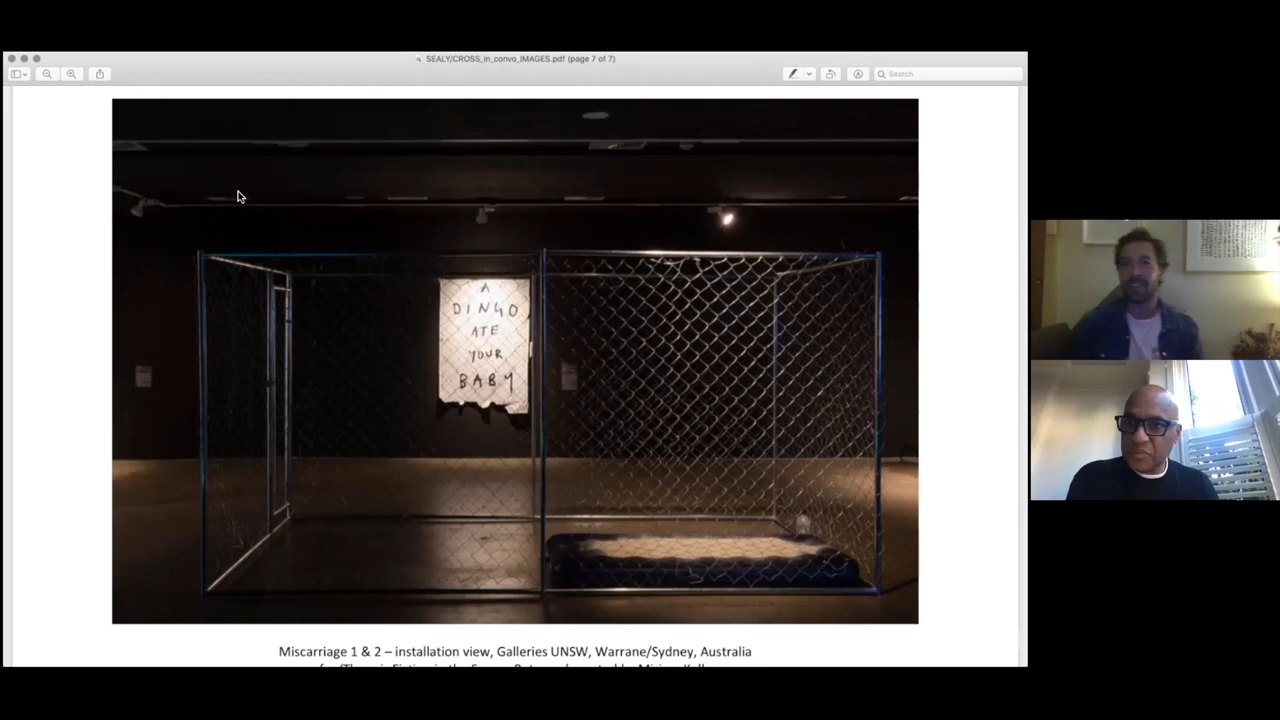 SEALY/CROSS_in_convo_IMAGES.pdf (page 7 of 7)
Search
A
DINGO
ATE
YOUR
BABY
Miscarriage 1 & 2 – installation view, Galleries UNSW, Warrane/Sydney, Australia